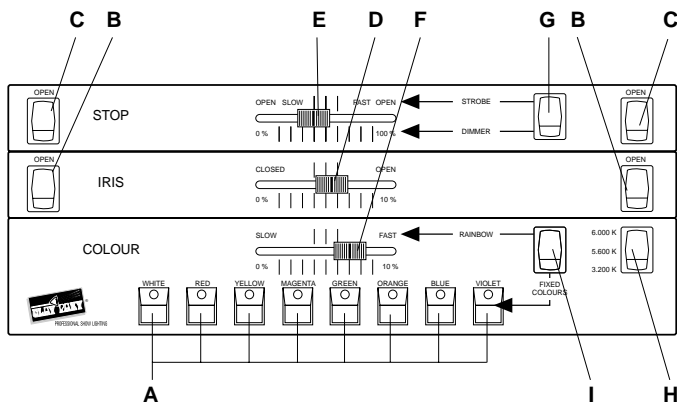 C B E D F G B C
OPEN OPEN
STOP OPEN SLOW FAST OPEN STROBE
0 % 100 % DIMMER
OPEN OPEN
IRIS CLOSED OPEN
0 % 10 %
COLOUR SLOW FAST RAINBOW 6.000 K
0 % 10 % 5.600 K
3.200 K
WHITE RED YELLOW MAGENTA GREEN ORANGE BLUE VIOLET FIXED
COLOURS
PROFESSIONAL SHOW LIGHTING
A I H